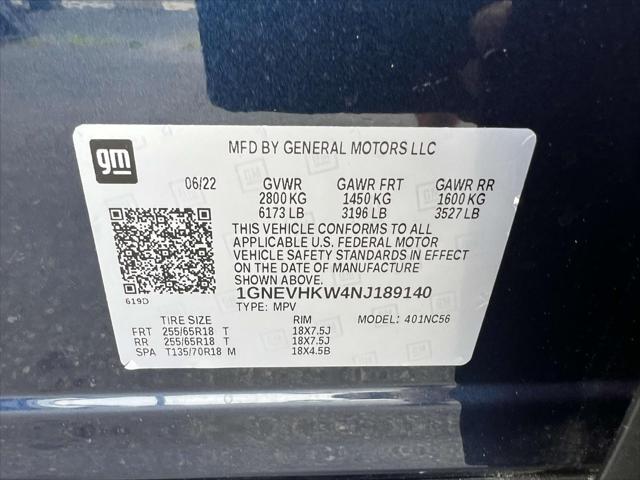 gm
MFD BY GENERAL MOTORS LLC
06/22 GVWR GAWR FRT GAWR RR
2800 KG 1450 KG 1600 KG
6173 LB 3196 LB 3527 LB
THIS VEHICLE CONFORMS TO ALL
APPLICABLE U.S. FEDERAL MOTOR
VEHICLE SAFETY STANDARDS IN EFFECT
ON THE DATE OF MANUFACTURE
SHOWN ABOVE.
1GNEVHKW4NJ189140
619D
TYPE: MPV MODEL: 401NC56
TIRE SIZE RIM
FRT 255/65R18 T 18X7.5J
RR 255/65R18 T 18X7.5J
SPA T135/70R18 M 18X4.5B